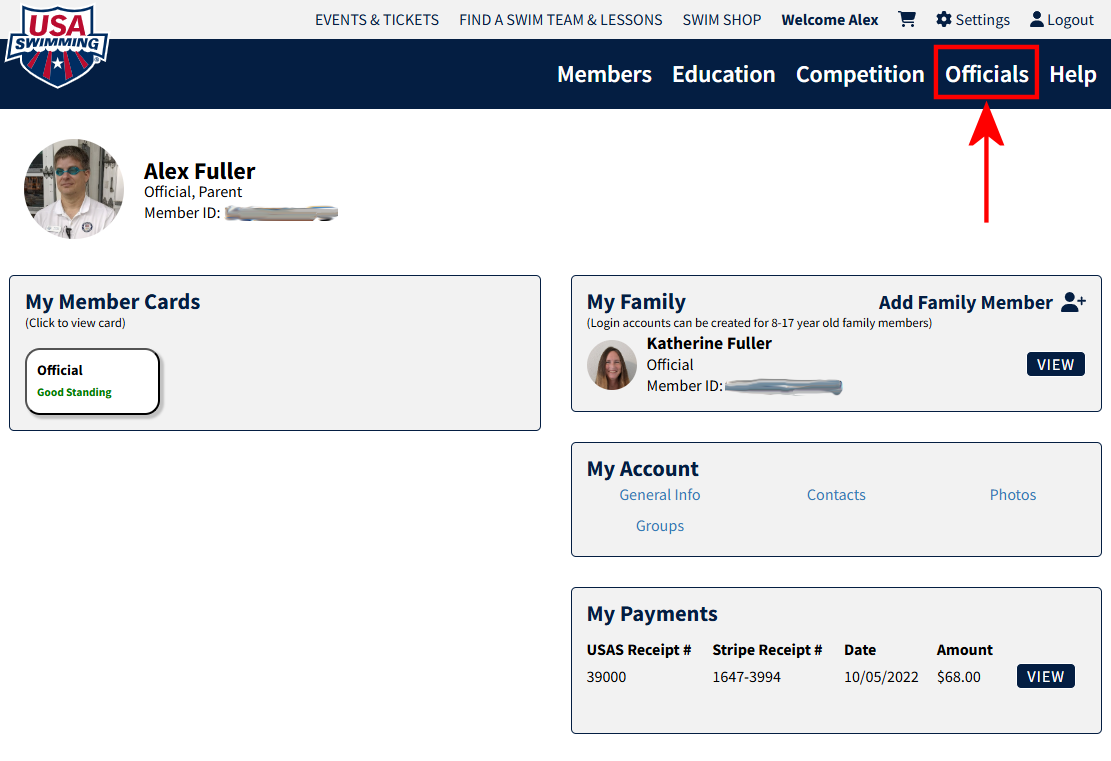 EVENTS & TICKETS FIND A SWIM TEAM & LESSONS SWIM SHOP Welcome Alex Settings Logout
USA
SWIMMING
Members Education Competition Officials Help
Alex Fuller
Official, Parent
Member ID:
My Member Cards
(Click to view card)
Official
Good Standing
My Family Add Family Member
(Login accounts can be created for 8-17 year old family members)
Katherine Fuller
Official
Member ID:
VIEW
My Account
General Info Contacts Photos
Groups
My Payments
USAS Receipt # Stripe Receipt # Date Amount
39000 1647-3994 10/05/2022 $68.00 VIEW